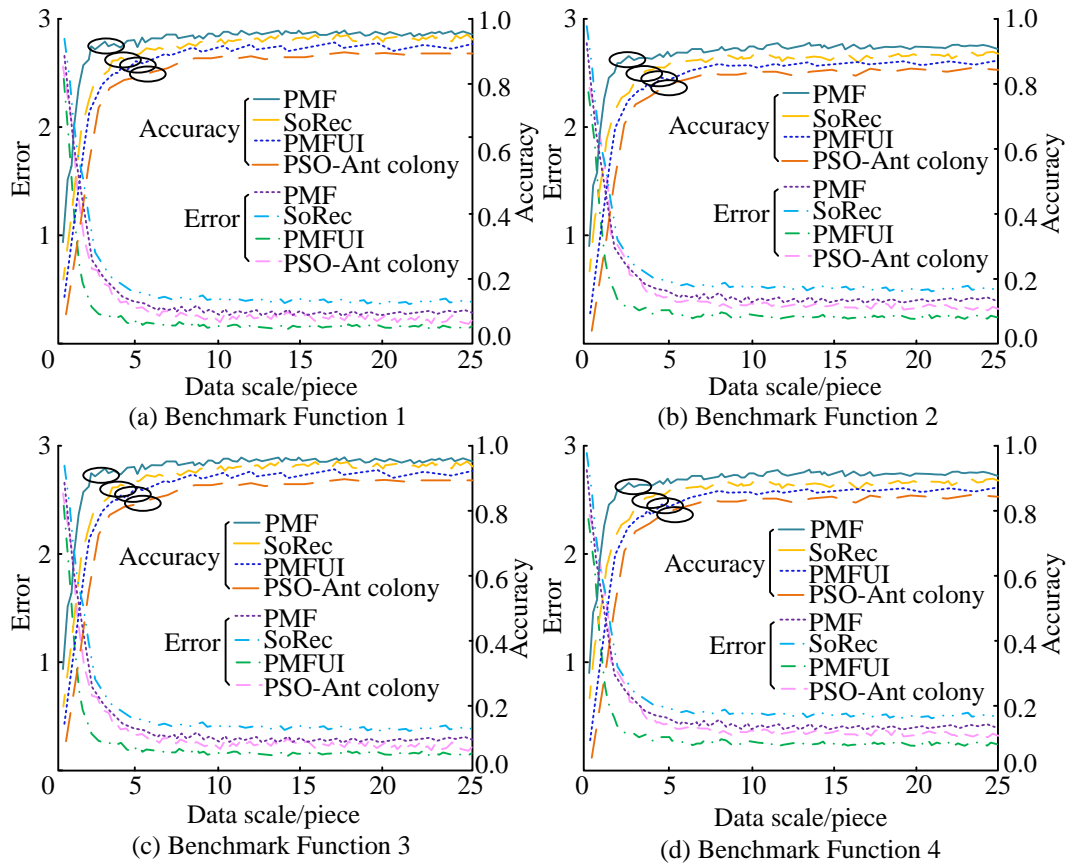 3
2
1
0
Error
1.0
0.8
0.6
0.4
0.2
0.0
Accuracy
Accuracy
PMF
SoRec
PMFUI
PSO-Ant colony
Error
PMF
SoRec
PMFUI
PSO-Ant colony
0 5 10 15 20 25
Data scale/piece
(a) Benchmark Function 1
3
2
1
0
Error
1.0
0.8
0.6
0.4
0.2
0.0
Accuracy
Accuracy
PMF
SoRec
PMFUI
PSO-Ant colony
Error
PMF
SoRec
PMFUI
PSO-Ant colony
5 10 15 20 25
Data scale/piece
(b) Benchmark Function 2
3
2
1
Error
1.0
0.8
0.6
0.4
0.2
0.0
Accuracy
Accuracy
PMF
SoRec
PMFUI
PSO-Ant colony
Error
PMF
SoRec
PMFUI
PSO-Ant colony
0 5 10 15 20 25
Data scale/piece
(c) Benchmark Function 3
3
2
1
0
Error
1.0
0.8
0.6
0.4
0.2
0.0
Accuracy
Accuracy
PMF
SoRec
PMFUI
PSO-Ant colony
Error
PMF
SoRec
PMFUI
PSO-Ant colony
5 10 15 20 25
Data scale/piece
(d) Benchmark Function 4